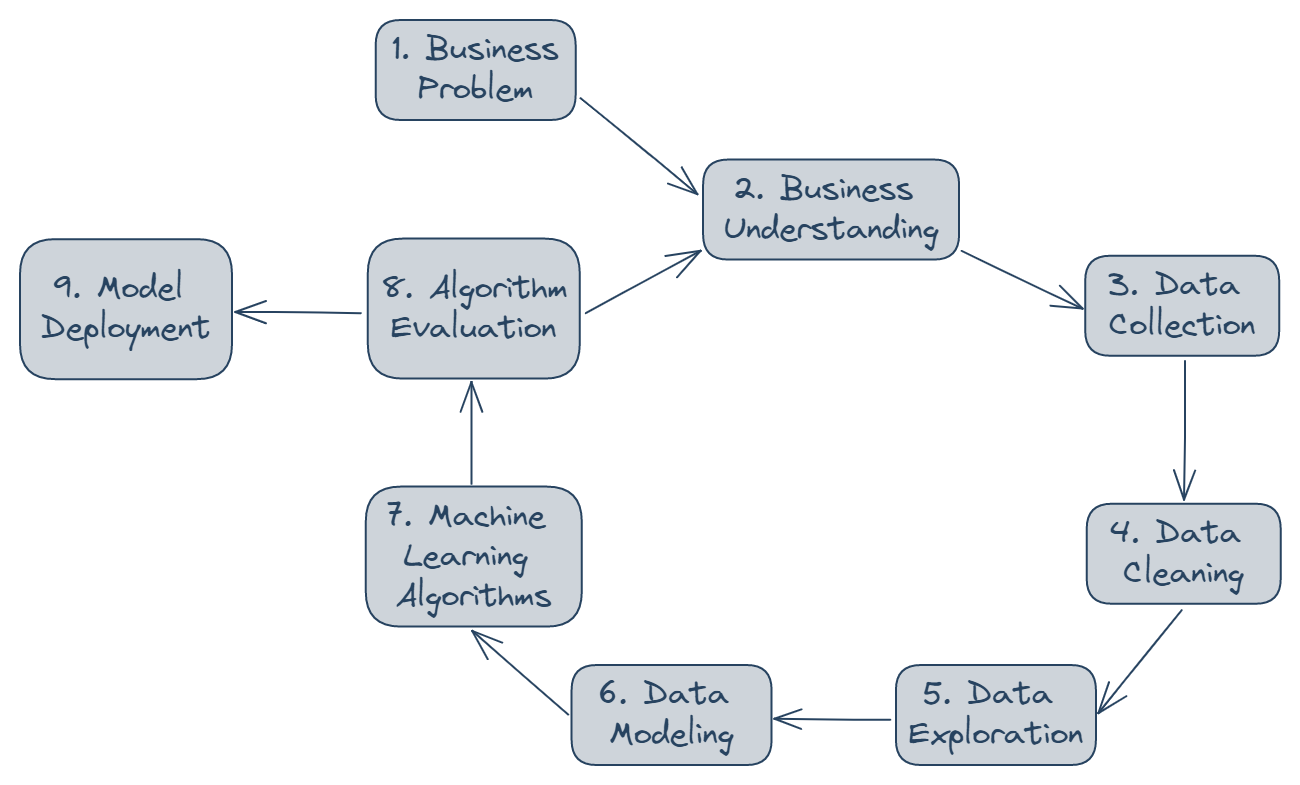 1. Business
Problem
2. Business
Understanding
3. Data
Collection
4. Data
Cleaning
5. Data
Exploration
6. Data
Modeling
7. Machine
Learning
Algorithms
8. Algorithm
Evaluation
9. Model
Deployment